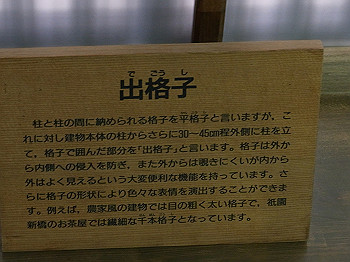 でごうし
出格子
柱と柱の間に納められる格子を平格子と言いますが、こ
れに対し建物本体の柱からさらに30〜45cm程外側に柱を立
て、格子で囲んだ部分を「出格子」と言います。格子は外か
ら内側への侵入を防ぎ、また外からは覗きにくいが内から
外はよく見えるという大変便利な機能を持っています。さ
らに格子の形状により色々な表情を演出することができま
す。例えば、農家風の建物では目の粗く太い格子で、祇園
新橋のお茶屋では繊細な千本格子となっています。